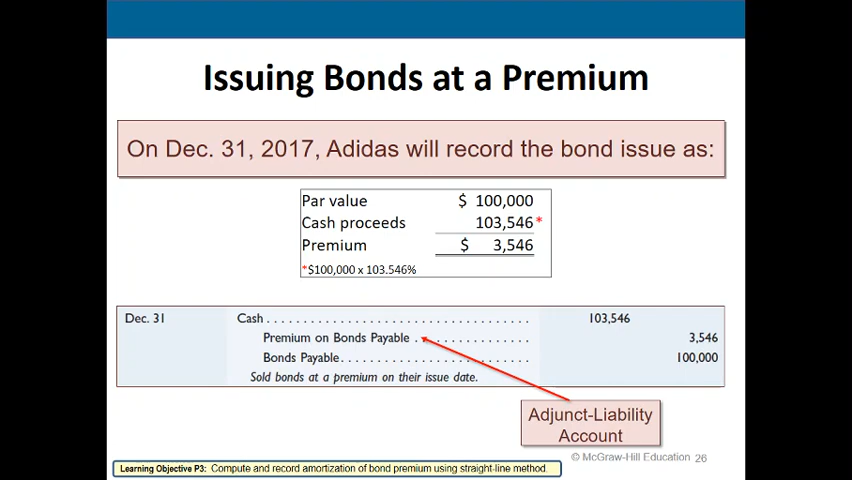 Issuing Bonds at a Premium
On Dec. 31, 2017, Adidas will record the bond issue as:
Par value $ 100,000
Cash proceeds 103,546*
Premium $ 3,546
*$100,000 x 103.546%
Dec. 31 Cash . . . . . . . . . . . . . . . . . . . . . . . . . . . . . . . . . . . . . . 103,546
Premium on Bonds Payable . . . . . . . . . . . . . . . . . 3,546
Bonds Payable. . . . . . . . . . . . . . . . . . . . . . . . . . . 100,000
Sold bonds at a premium on their issue date.
Adjunct-Liability
Account
© McGraw-Hill Education 26
Learning Objective P3: Compute and record amortization of bond premium using straight-line method.